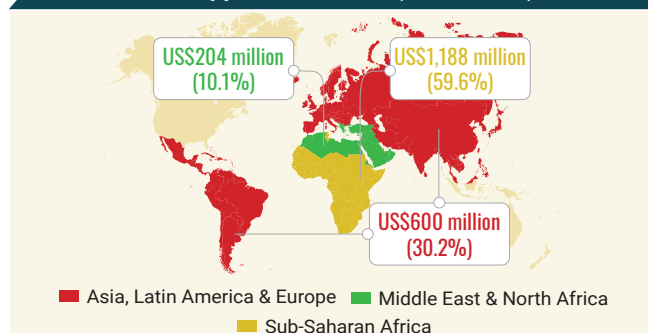 US$204 million
(10.1%)
US$1,188 million
(59.6%)
US$600 million
(30.2%)
Asia, Latin America & Europe
Middle East & North Africa
Sub-Saharan Africa